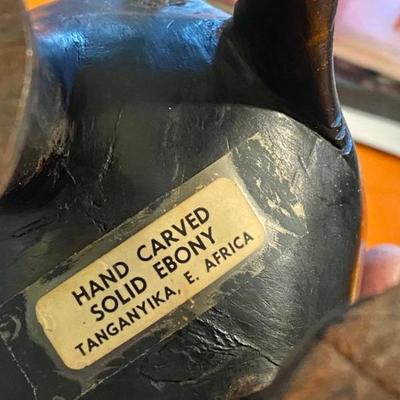 HAND CARVED
SOLID EBONY
TANGANYIKA, E. AFRICA